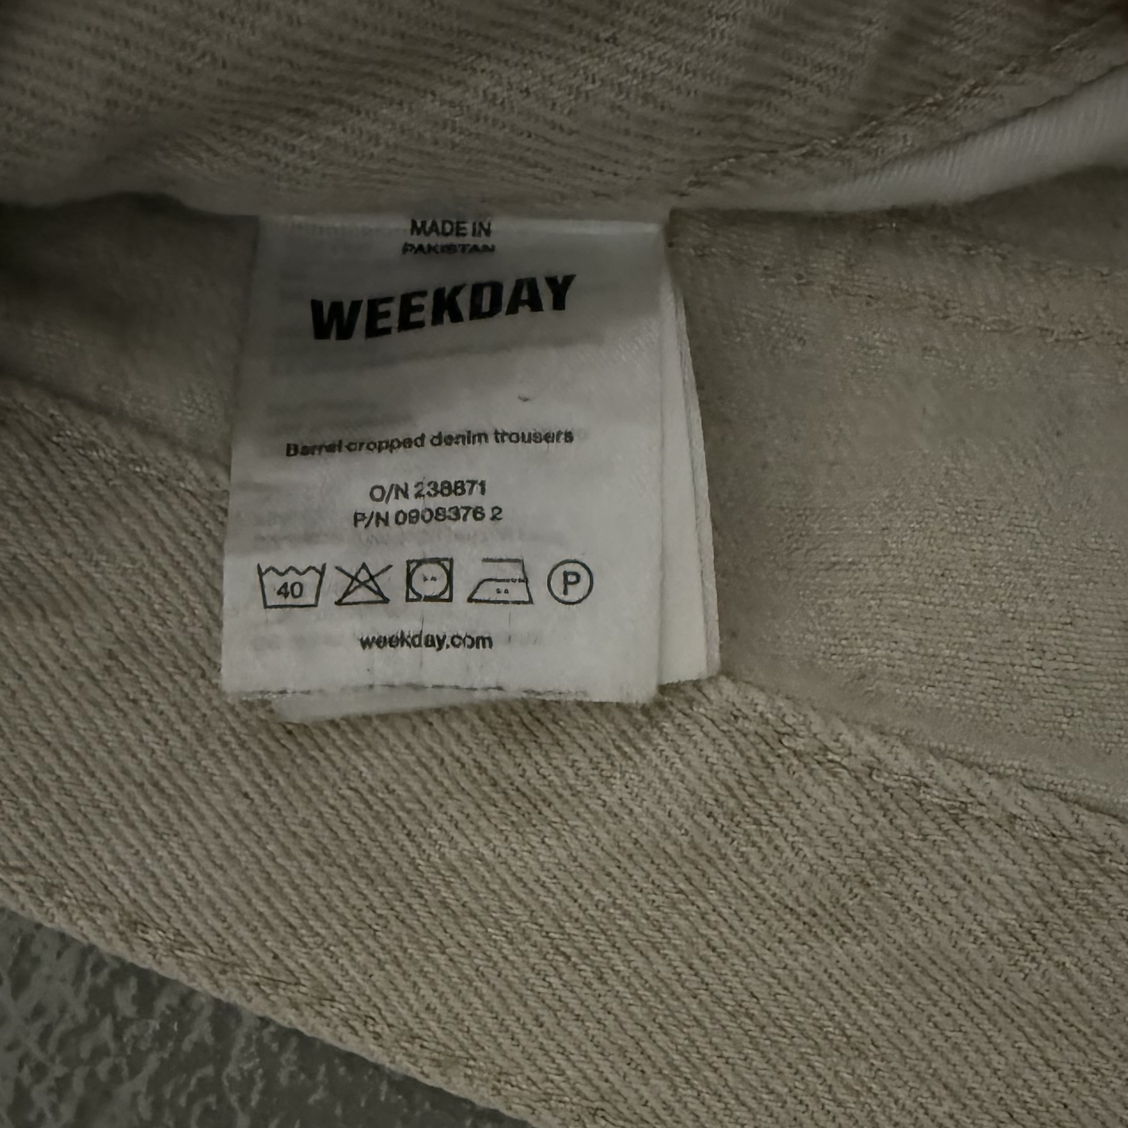 MADE IN
PAKISTAN
WEEKDAY
Barrel cropped denim trousers
O/N 238871
P/N 0908376 2
40
P
weekday.com